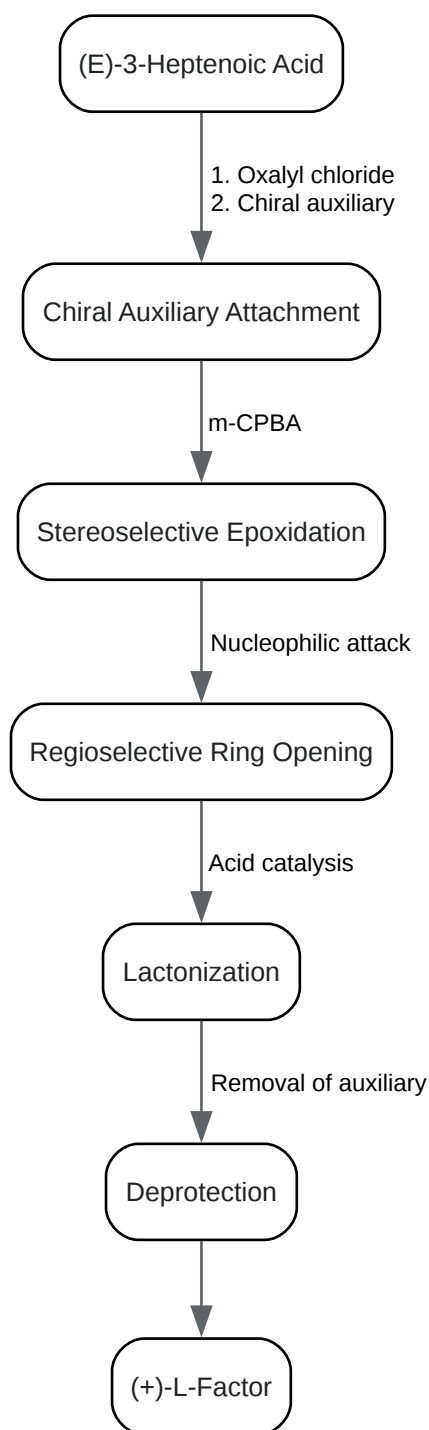 (E)-3-Heptenoic Acid
1. Oxalyl chloride
2. Chiral auxiliary
Chiral Auxiliary Attachment
m-CPBA
Stereoselective Epoxidation
Nucleophilic attack
Regioselective Ring Opening
Acid catalysis
Lactonization
Removal of auxiliary
Deprotection
(+)-L-Factor